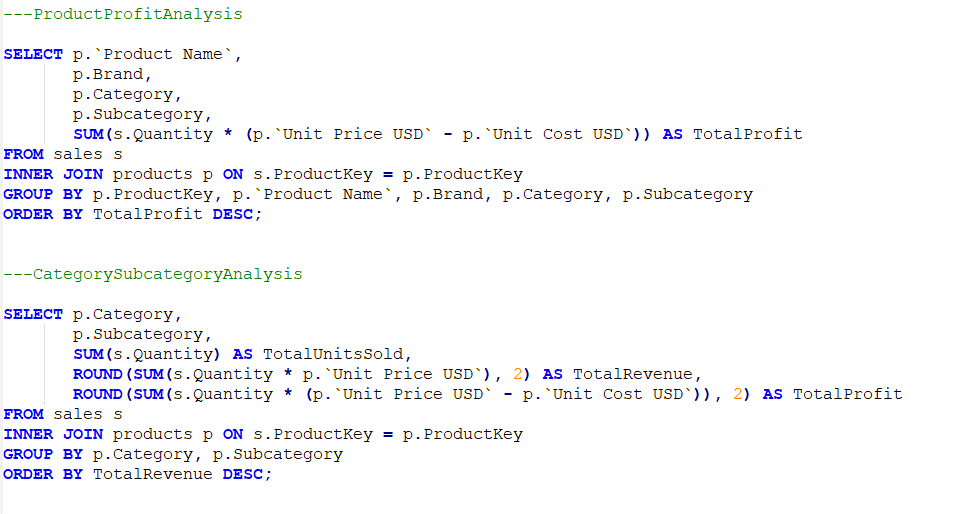 ---ProductProfitAnalysis
SELECT p.`Product Name`,
p.Brand,
p.Category,
p.Subcategory,
SUM(s.Quantity * (p.`Unit Price USD` - p.`Unit Cost USD`)) AS TotalProfit
FROM sales s
INNER JOIN products p ON s.ProductKey = p.ProductKey
GROUP BY p.ProductKey, p.`Product Name`, p.Brand, p.Category, p.Subcategory
ORDER BY TotalProfit DESC;
---CategorySubcategoryAnalysis
SELECT p.Category,
p.Subcategory,
SUM(s.Quantity) AS TotalUnitsSold,
ROUND(SUM(s.Quantity * p.`Unit Price USD`), 2) AS TotalRevenue,
ROUND(SUM(s.Quantity * (p.`Unit Price USD` - p.`Unit Cost USD`)), 2) AS TotalProfit
FROM sales s
INNER JOIN products p ON s.ProductKey = p.ProductKey
GROUP BY p.Category, p.Subcategory
ORDER BY TotalRevenue DESC;